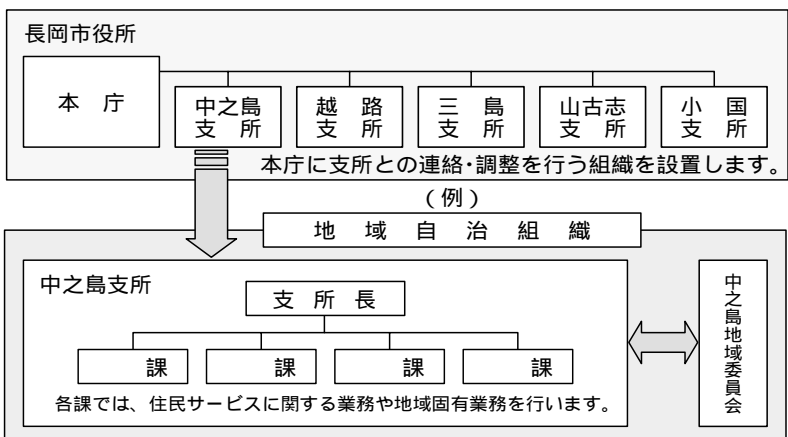 長岡市役所
本庁
中之島
支所
越路
支所
三島
支所
山古志
支所
小国
支所
本庁に支所との連絡・調整を行う組織を設置します。
（例）
地域自治組織
中之島支所
支所長
課
課
課
課
各課では、住民サービスに関する業務や地域固有業務を行います。
中之島地域委員会